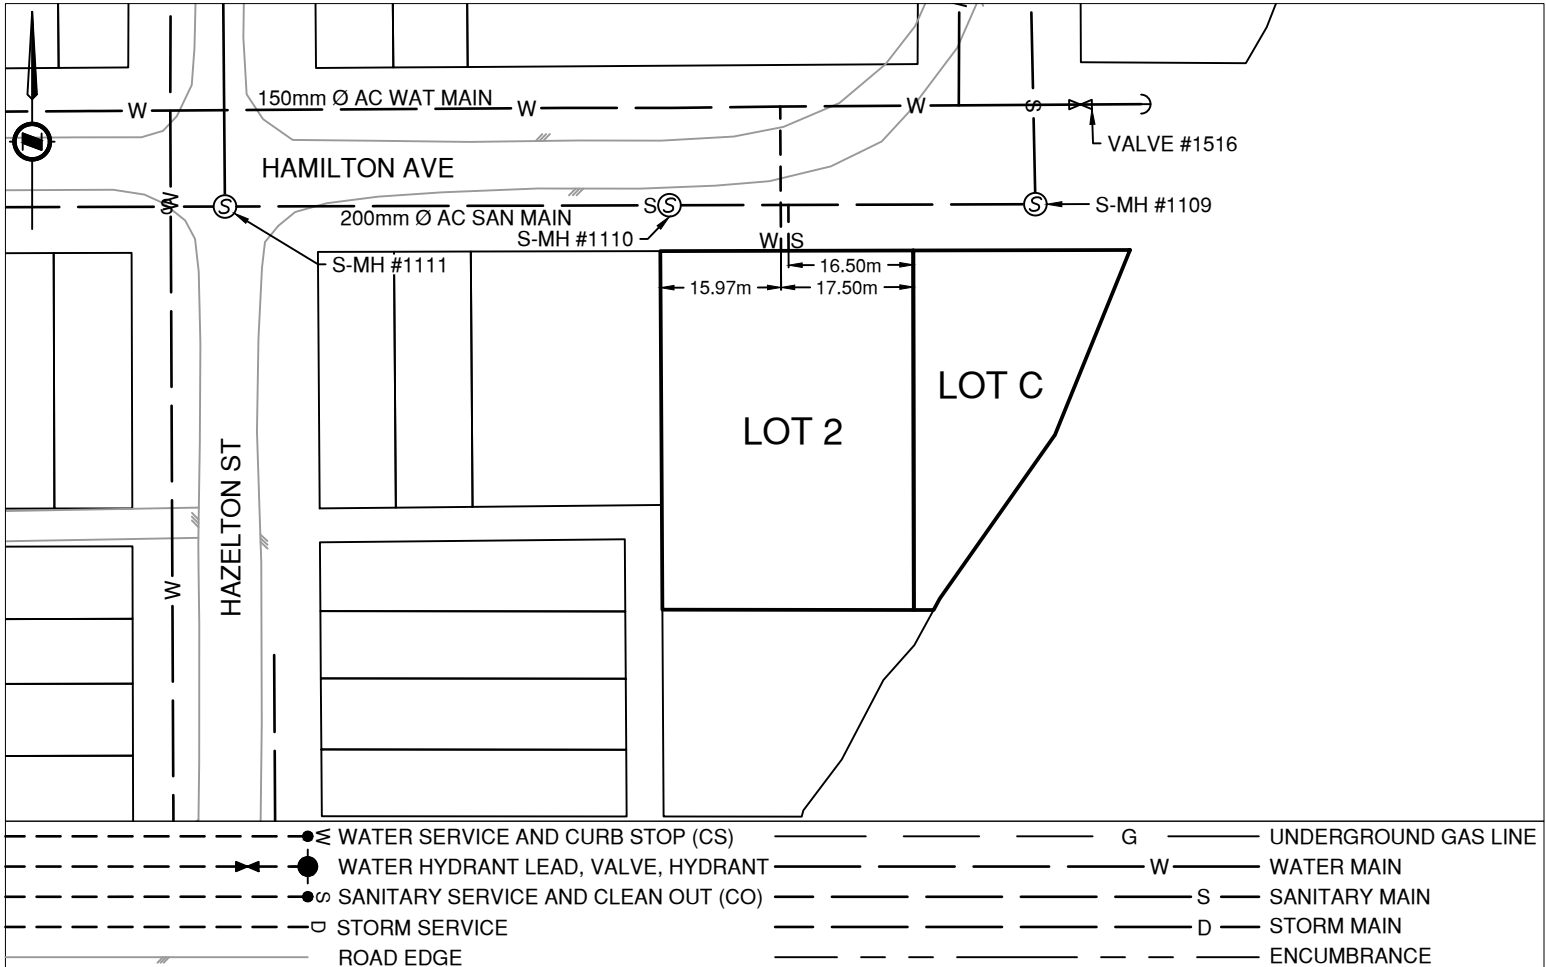 150mm Ø AC WAT MAIN
W
W
W
S
VALVE #1516
HAMILTON AVE
W
S
S
200mm Ø AC SAN MAIN
S
S
S
S-MH #1109
S-MH #1110
W
S
S-MH #1111
16.50m
15.97m
17.50m
LOT C
LOT 2
HAZELTON ST
W
W WATER SERVICE AND CURB STOP (CS)
G UNDERGROUND GAS LINE
WATER HYDRANT LEAD, VALVE, HYDRANT
W WATER MAIN
S SANITARY SERVICE AND CLEAN OUT (CO)
S SANITARY MAIN
D STORM SERVICE
D STORM MAIN
ROAD EDGE
ENCUMBRANCE